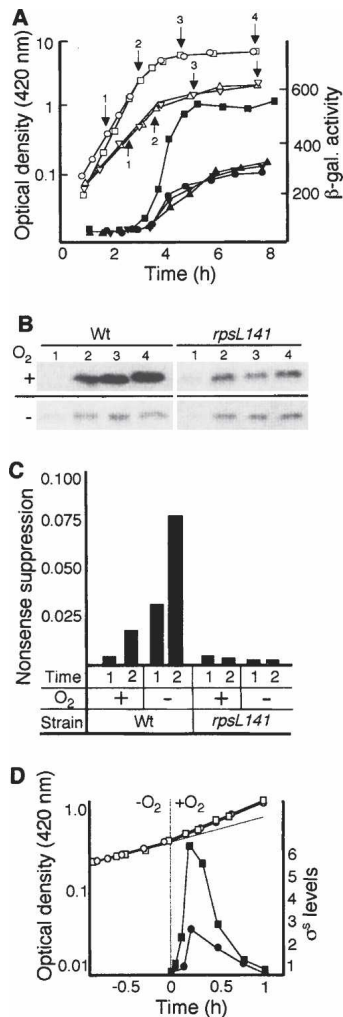 A
Optical density (420 nm)
10
1
0.1
1
2
3
4
1
2
3
600
400
200
β-gal. activity
0
2
4
6
8
Time (h)
B
Wt
rpsL141
O2
1
2
3
4
1
2
3
4
+
-
C
Nonsense suppression
0.100
0.075
0.050
0.025
Time
1
2
1
2
1
2
1
2
O2
+
-
+
-
Strain
Wt
rpsL141
D
Optical density (420 nm)
-O2
+O2
1.0
0.1
0.01
6
5
4
3
2
1
σs levels
-0.5
0
0.5
1
Time (h)